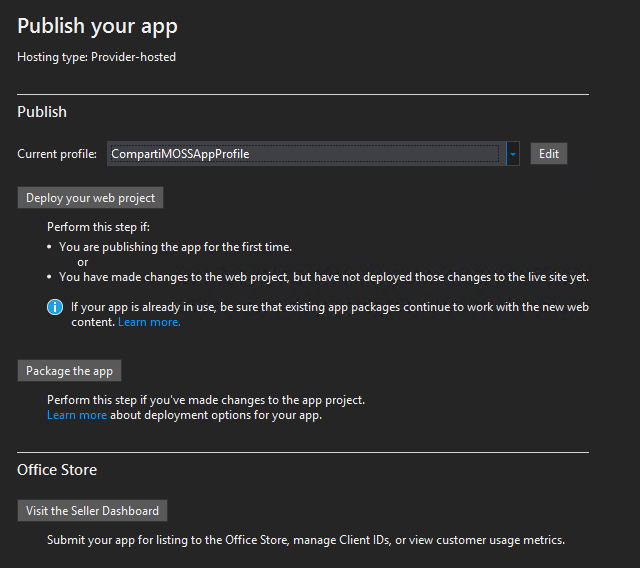 Publish your app
Hosting type: Provider-hosted
Publish
Current profile: CompartiMOSSAppProfile Edit
Deploy your web project
Perform this step if:
• You are publishing the app for the first time.
or
• You have made changes to the web project, but have not deployed those changes to the live site yet.
If your app is already in use, be sure that existing app packages continue to work with the new web
content. Learn more.
Package the app
Perform this step if you've made changes to the app project.
Learn more about deployment options for your app.
Office Store
Visit the Seller Dashboard
Submit your app for listing to the Office Store, manage Client IDs, or view customer usage metrics.